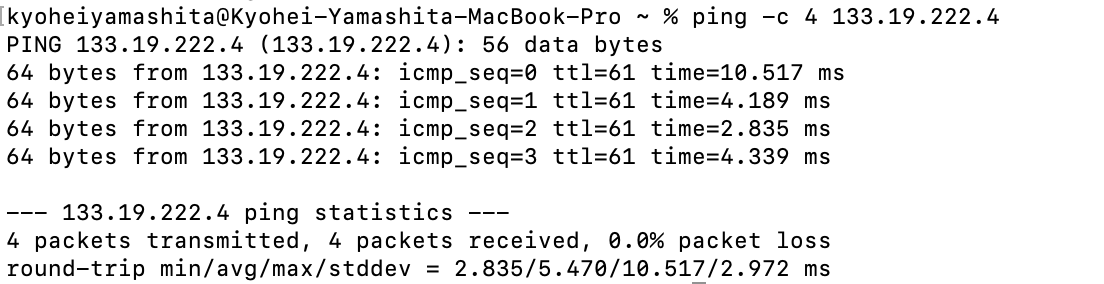 [kyoheiyamashita@Kyohei-Yamashita-MacBook-Pro ~ % ping -c 4 133.19.222.4
PING 133.19.222.4 (133.19.222.4): 56 data bytes
64 bytes from 133.19.222.4: icmp_seq=0 ttl=61 time=10.517 ms
64 bytes from 133.19.222.4: icmp_seq=1 ttl=61 time=4.189 ms
64 bytes from 133.19.222.4: icmp_seq=2 ttl=61 time=2.835 ms
64 bytes from 133.19.222.4: icmp_seq=3 ttl=61 time=4.339 ms

--- 133.19.222.4 ping statistics ---
4 packets transmitted, 4 packets received, 0.0% packet loss
round-trip min/avg/max/stddev = 2.835/5.470/10.517/2.972 ms